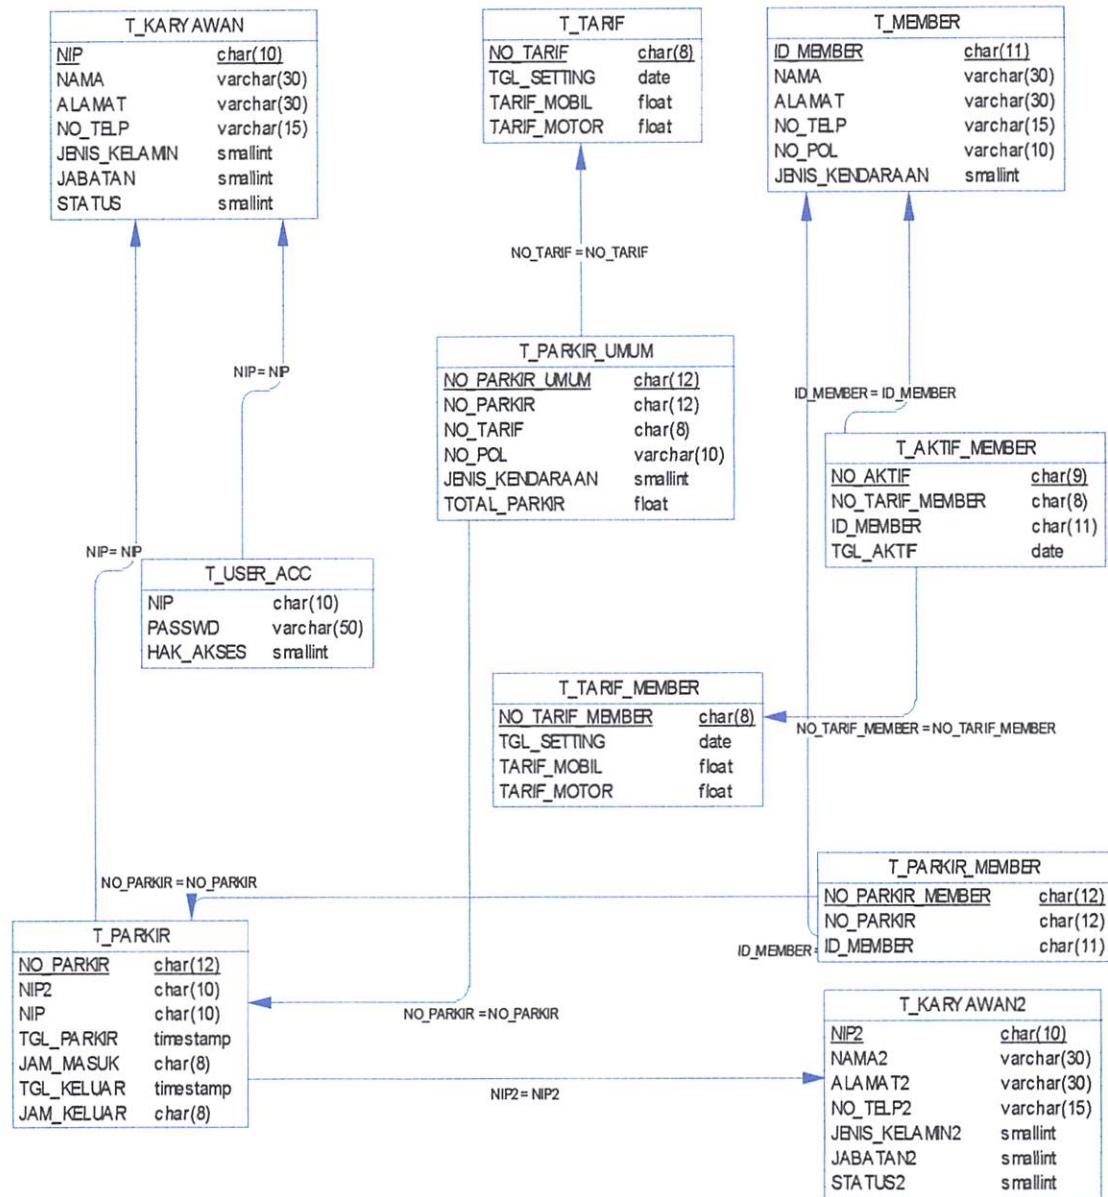 T_KARYAWAN
NIP char(10)
NAMA varchar(30)
ALAMAT varchar(30)
NO_TELP varchar(15)
JENIS_KELAMIN smallint
JABATAN smallint
STATUS smallint
T_TARIF
NO_TARIF char(8)
TGL_SETTING date
TARIF_MOBIL float
TARIF_MOTOR float
T_MEMBER
ID_MEMBER char(11)
NAMA varchar(30)
ALAMAT varchar(30)
NO_TELP varchar(15)
NO_POL varchar(10)
JENIS_KENDARAAN smallint
NO_TARIF = NO_TARIF
NIP = NIP
ID_MEMBER = ID_MEMBER
T_PARKIR_UMUM
NO_PARKIR_UMUM char(12)
NO_PARKIR char(12)
NO_TARIF char(8)
NO_POL varchar(10)
JENIS_KENDARAAN smallint
TOTAL_PARKIR float
T_AKTIF_MEMBER
NO_AKTIF char(9)
NO_TARIF_MEMBER char(8)
ID_MEMBER char(11)
TGL_AKTIF date
NIP = NIP
T_USER_ACC
NIP char(10)
PASSWD varchar(50)
HAK_AKSES smallint
T_TARIF_MEMBER
NO_TARIF_MEMBER char(8)
TGL_SETTING date
TARIF_MOBIL float
TARIF_MOTOR float
NO_TARIF_MEMBER = NO_TARIF_MEMBER
NO_PARKIR = NO_PARKIR
T_PARKIR_MEMBER
NO_PARKIR_MEMBER char(12)
NO_PARKIR char(12)
ID_MEMBER char(11)
ID_MEMBER =
T_PARKIR
NO_PARKIR char(12)
NIP2 char(10)
NIP char(10)
TGL_PARKIR timestamp
JAM_MASUK char(8)
TGL_KELUAR timestamp
JAM_KELUAR char(8)
NO_PARKIR = NO_PARKIR
NIP2 = NIP2
T_KARYAWAN2
NIP2 char(10)
NAMA2 varchar(30)
ALAMAT2 varchar(30)
NO_TELP2 varchar(15)
JENIS_KELAMIN2 smallint
JABATAN2 smallint
STATUS2 smallint